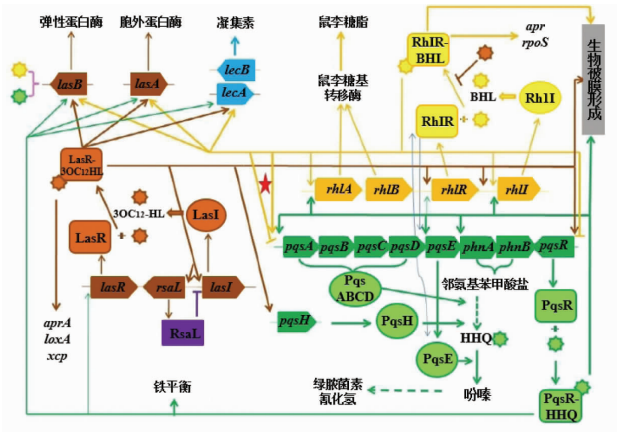 弹性蛋白酶
胞外蛋白酶
凝集素
鼠李糖脂
RhIR-
BHL
apr
rpoS
生物被膜形成
lasB
lasA
lecB
lecA
鼠李糖基
转移酶
BHL
Rh1I
RhIR
+
LasR-
3OC12HL
rhlA
rhlB
rhlR
rhlI
3OC12-HL
LasI
LasR
+
pqsA
pqsB
pqsC
pqsD
pqsE
phnA
phnB
pqsR
lasR
rsaL
lasI
Pqs
ABCD
邻氨基苯甲酸盐
PqsR
+
RsaL
pqsH
PqsH
HHQ
aprA
loxA
xcp
PqsE
铁平衡
绿脓菌素
氰化氢
吩嗪
PqsR-
HHQ